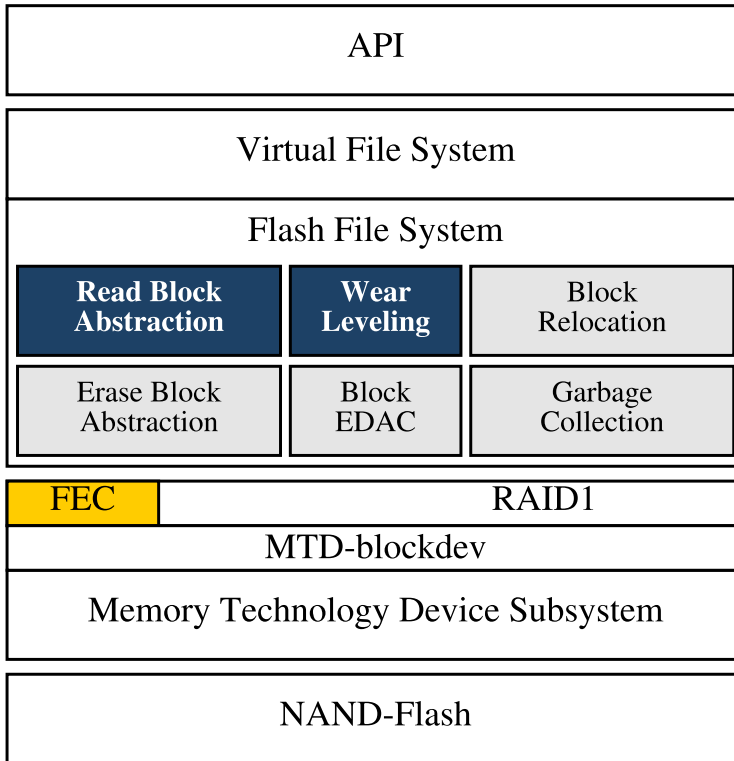 API
Virtual File System
Flash File System
Read Block
Abstraction
Wear
Leveling
Block
Relocation
Erase Block
Abstraction
Block
EDAC
Garbage
Collection
FEC
RAID1
MTD-blockdev
Memory Technology Device Subsystem
NAND-Flash